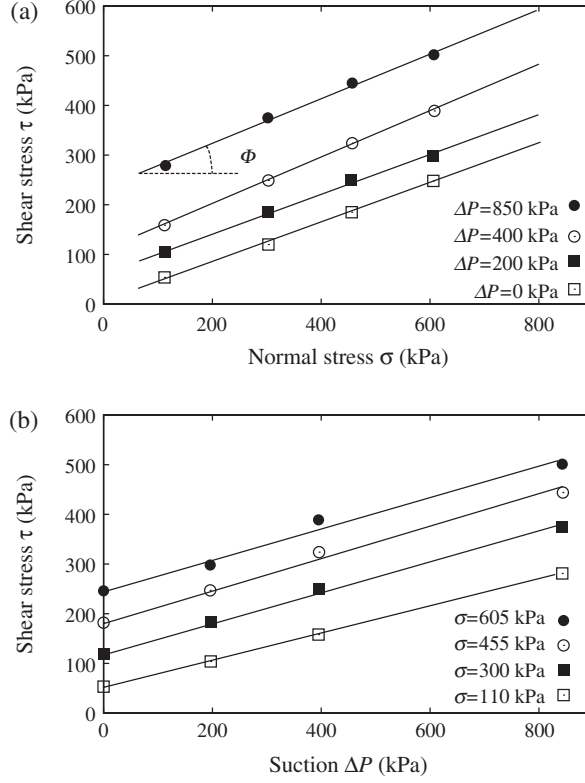 (a)
600
500
400
300
200
100
0
Shear stress τ (kPa)
Φ
ΔP=850 kPa
ΔP=400 kPa
ΔP=200 kPa
ΔP=0 kPa
0 200 400 600 800
Normal stress σ (kPa)
(b)
600
500
400
300
200
100
0
Shear stress τ (kPa)
σ=605 kPa
σ=455 kPa
σ=300 kPa
σ=110 kPa
0 200 400 600 800
Suction ΔP (kPa)